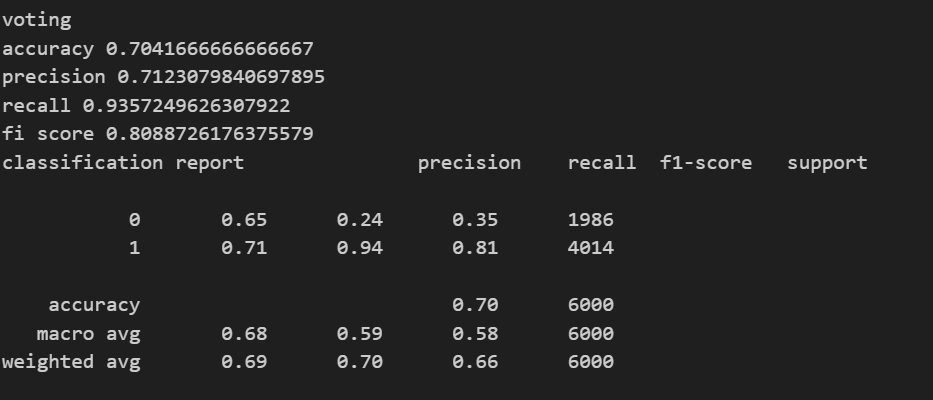 voting
accuracy 0.7041666666666667
precision 0.7123079840697895
recall 0.9357249626307922
fi score 0.8088726176375579
classification report               precision    recall  f1-score   support

           0       0.65      0.24      0.35      1986
           1       0.71      0.94      0.81      4014

    accuracy                           0.70      6000
   macro avg       0.68      0.59      0.58      6000
weighted avg       0.69      0.70      0.66      6000